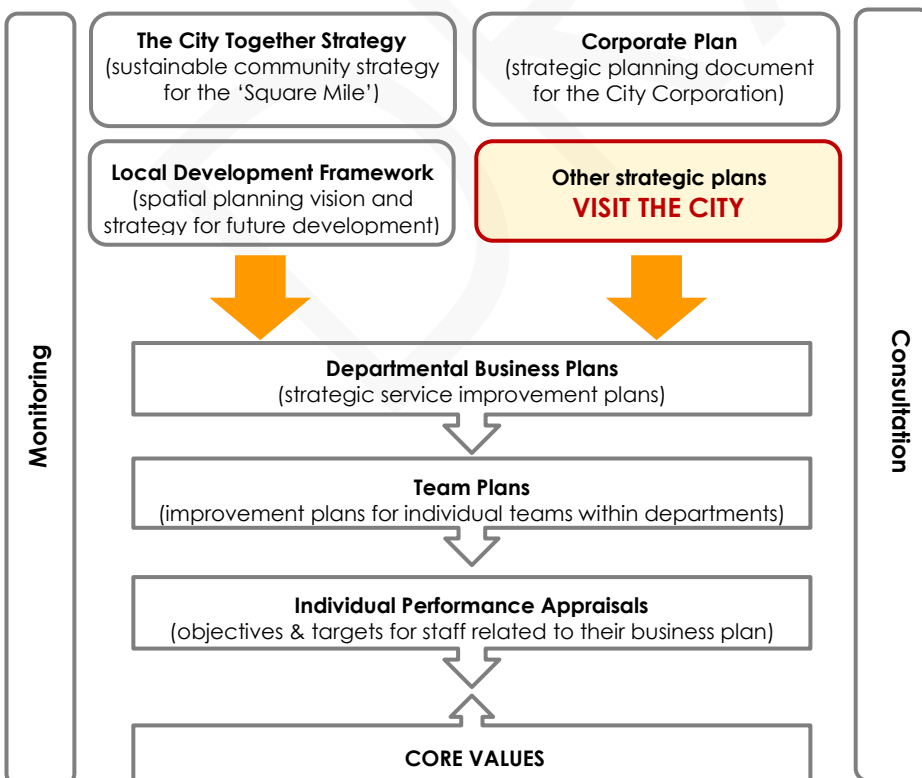 The City Together Strategy
(sustainable community strategy
for the ‘Square Mile’)
Corporate Plan
(strategic planning document
for the City Corporation)
Local Development Framework
(spatial planning vision and
strategy for future development)
Other strategic plans
VISIT THE CITY
Monitoring
Consultation
Departmental Business Plans
(strategic service improvement plans)
Team Plans
(improvement plans for individual teams within departments)
Individual Performance Appraisals
(objectives & targets for staff related to their business plan)
CORE VALUES